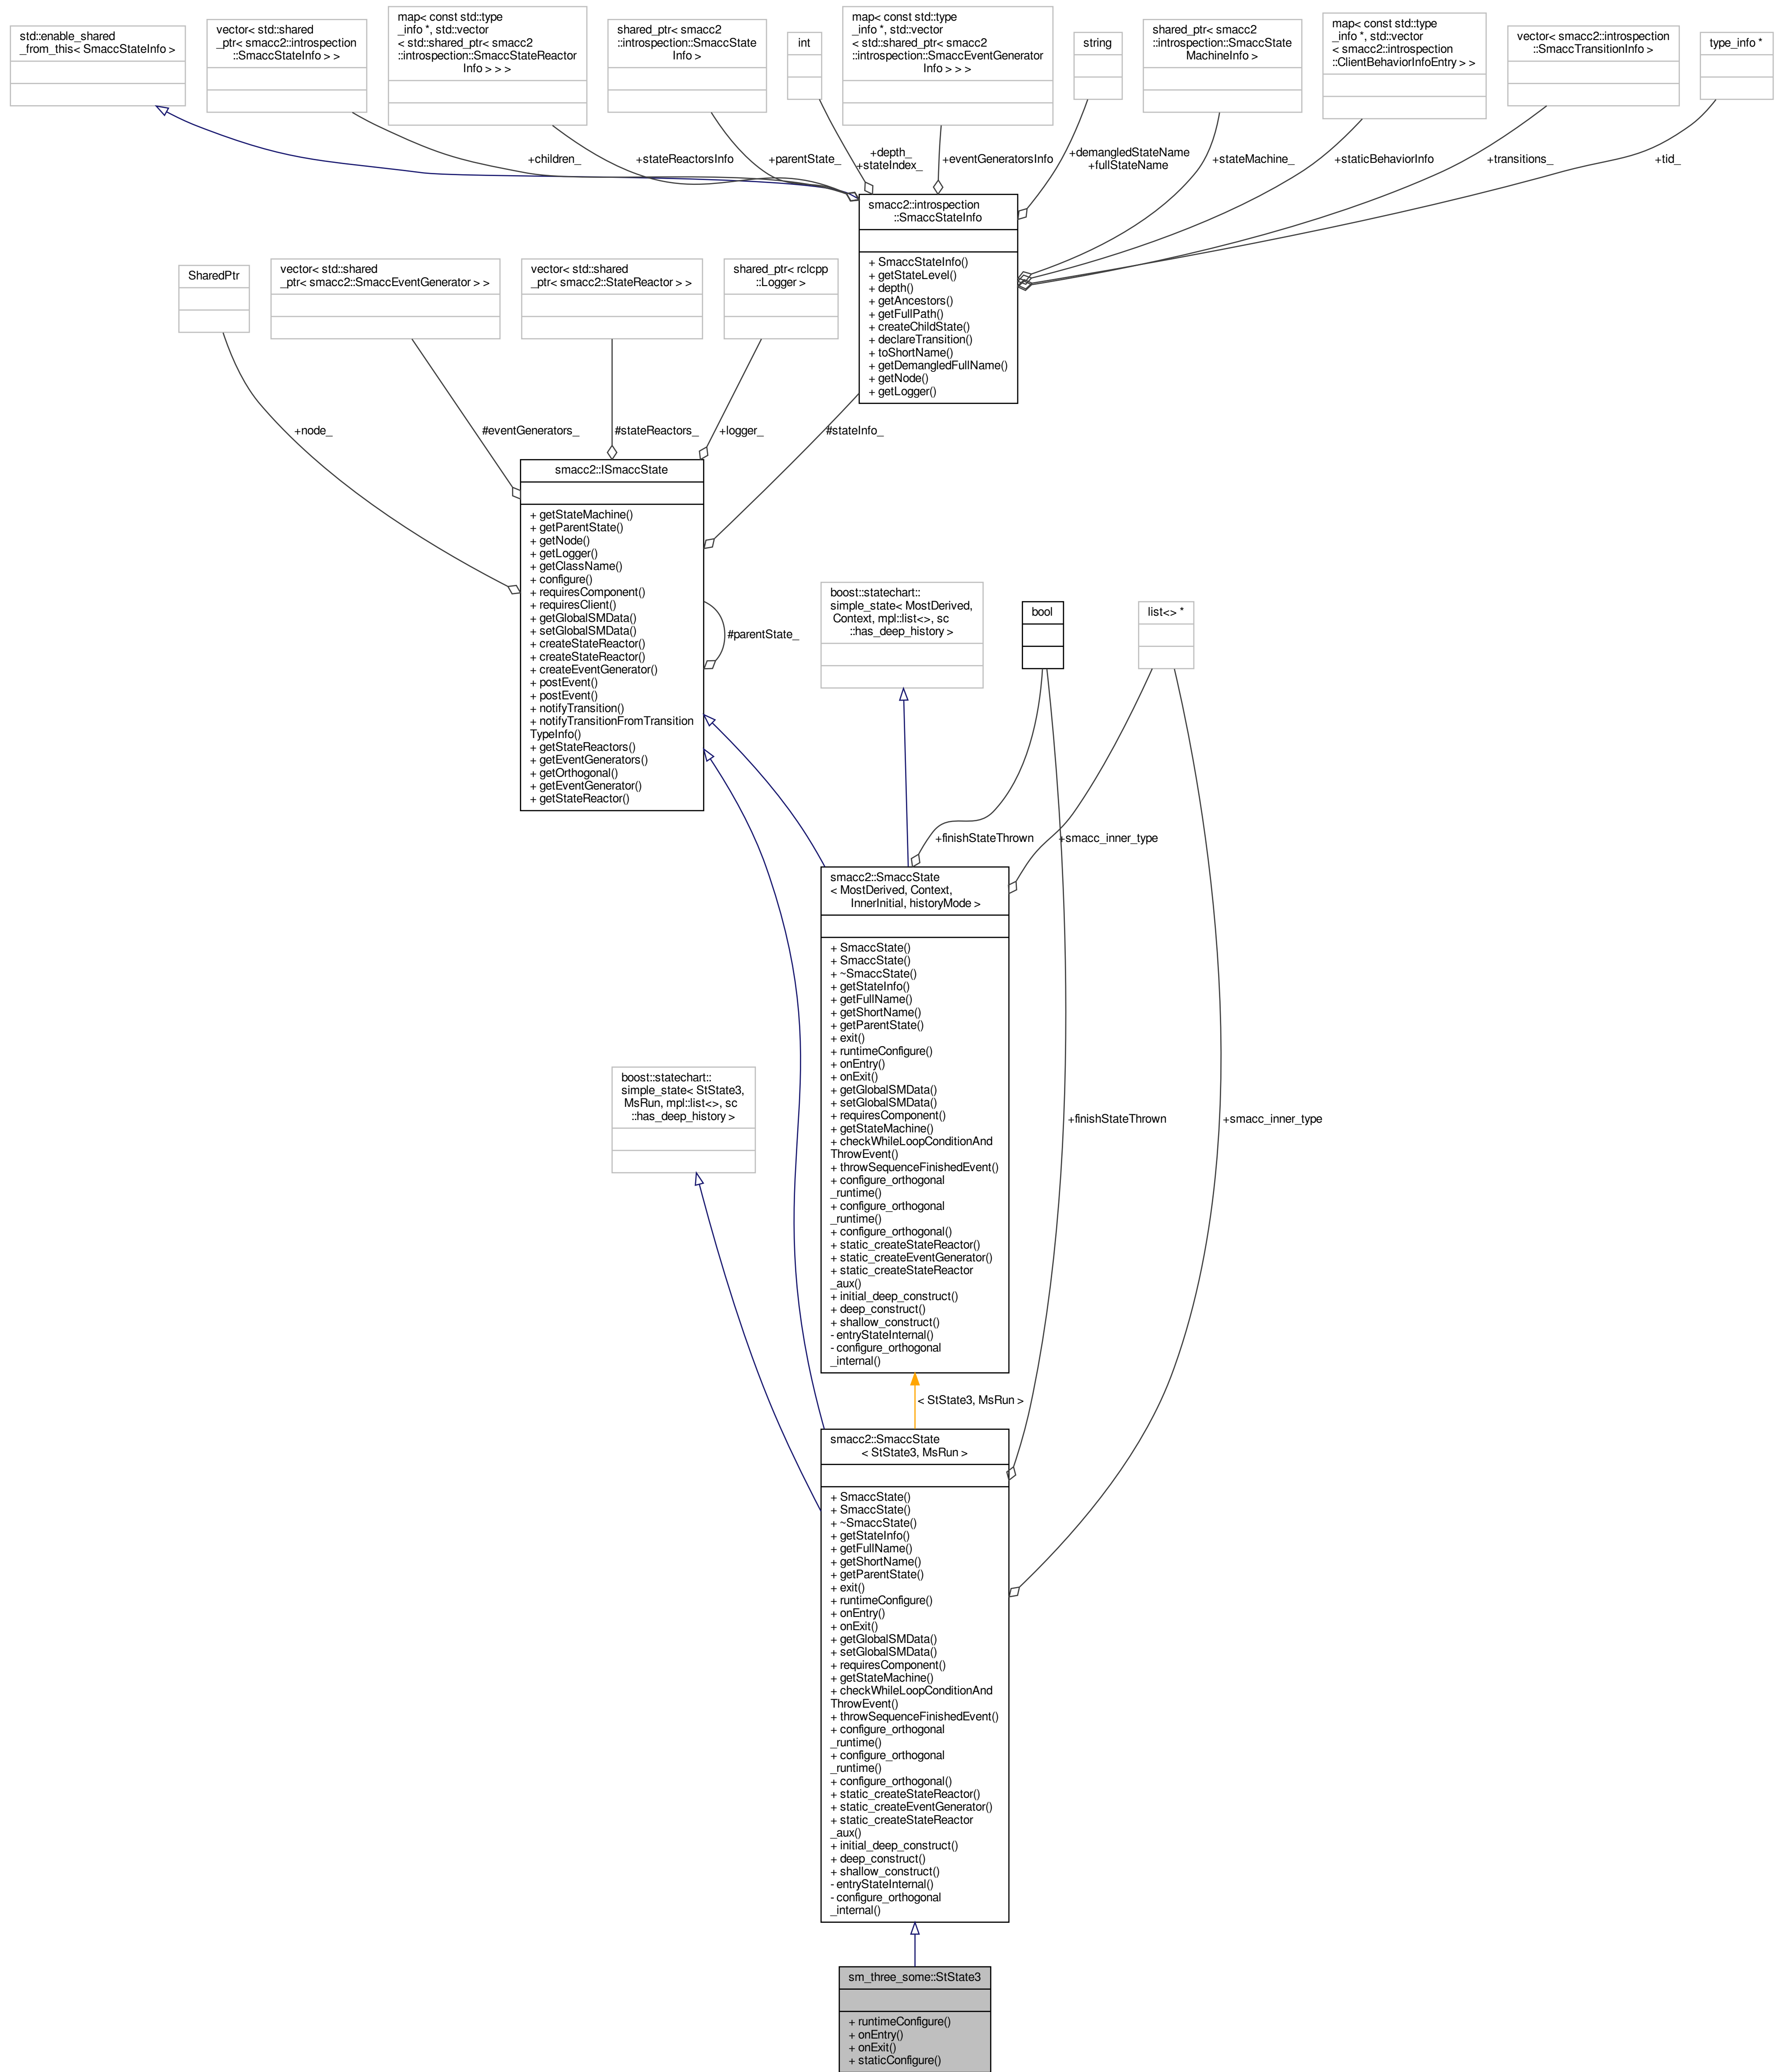 std::enable_shared
_from_this< SmaccStateInfo >
vector< std::shared
_ptr< smacc2::introspection
::SmaccStateInfo > >
map< const std::type
_info *, std::vector
< std::shared_ptr< smacc2
::introspection::SmaccStateReactor
Info > > >
shared_ptr< smacc2
::introspection::SmaccState
Info >
int
map< const std::type
_info *, std::vector
< std::shared_ptr< smacc2
::introspection::SmaccEventGenerator
Info > > >
string
shared_ptr< smacc2
::introspection::SmaccState
MachineInfo >
map< const std::type
_info *, std::vector
< smacc2::introspection
::ClientBehaviorInfoEntry > >
vector< smacc2::introspection
::SmaccTransitionInfo >
type_info *
+children_
+stateReactorsInfo
+parentState_
+depth_
+stateIndex_
+eventGeneratorsInfo
+demangledStateName
+fullStateName
+stateMachine_
+staticBehaviorInfo
+transitions_
+tid_
smacc2::introspection
::SmaccStateInfo
+ SmaccStateInfo()
+ getStateLevel()
+ depth()
+ getAncestors()
+ getFullPath()
+ createChildState()
+ declareTransition()
+ toShortName()
+ getDemangledFullName()
+ getNode()
+ getLogger()
SharedPtr
vector< std::shared
_ptr< smacc2::SmaccEventGenerator > >
vector< std::shared
_ptr< smacc2::StateReactor > >
shared_ptr< rclcpp
::Logger >
+node_
#eventGenerators_
#stateReactors_
+logger_
#stateInfo_
smacc2::ISmaccState
+ getStateMachine()
+ getParentState()
+ getNode()
+ getLogger()
+ getClassName()
+ configure()
+ requiresComponent()
+ requiresClient()
+ getGlobalSMData()
+ setGlobalSMData()
+ createStateReactor()
+ createStateReactor()
+ createEventGenerator()
+ postEvent()
+ postEvent()
+ notifyTransition()
+ notifyTransitionFromTransition
TypeInfo()
+ getStateReactors()
+ getEventGenerators()
+ getOrthogonal()
+ getEventGenerator()
+ getStateReactor()
#parentState_
boost::statechart::
simple_state< MostDerived,
Context, mpl::list<>, sc
::has_deep_history >
bool
list<> *
+finishStateThrown
+smacc_inner_type
smacc2::SmaccState
< MostDerived, Context,
InnerInitial, historyMode >
+ SmaccState()
+ SmaccState()
+ ~SmaccState()
+ getStateInfo()
+ getFullName()
+ getShortName()
+ getParentState()
+ exit()
+ runtimeConfigure()
+ onEntry()
+ onExit()
+ getGlobalSMData()
+ setGlobalSMData()
+ requiresComponent()
+ getStateMachine()
+ checkWhileLoopConditionAnd
ThrowEvent()
+ throwSequenceFinishedEvent()
+ configure_orthogonal
_runtime()
+ configure_orthogonal
_runtime()
+ configure_orthogonal()
+ static_createStateReactor()
+ static_createEventGenerator()
+ static_createStateReactor
_aux()
+ initial_deep_construct()
+ deep_construct()
+ shallow_construct()
- entryStateInternal()
- configure_orthogonal
_internal()
boost::statechart::
simple_state< StState3,
MsRun, mpl::list<>, sc
::has_deep_history >
+finishStateThrown
+smacc_inner_type
< StState3, MsRun >
smacc2::SmaccState
< StState3, MsRun >
+ SmaccState()
+ SmaccState()
+ ~SmaccState()
+ getStateInfo()
+ getFullName()
+ getShortName()
+ getParentState()
+ exit()
+ runtimeConfigure()
+ onEntry()
+ onExit()
+ getGlobalSMData()
+ setGlobalSMData()
+ requiresComponent()
+ getStateMachine()
+ checkWhileLoopConditionAnd
ThrowEvent()
+ throwSequenceFinishedEvent()
+ configure_orthogonal
_runtime()
+ configure_orthogonal
_runtime()
+ configure_orthogonal()
+ static_createStateReactor()
+ static_createEventGenerator()
+ static_createStateReactor
_aux()
+ initial_deep_construct()
+ deep_construct()
+ shallow_construct()
- entryStateInternal()
- configure_orthogonal
_internal()
sm_three_some::StState3
+ runtimeConfigure()
+ onEntry()
+ onExit()
+ staticConfigure()